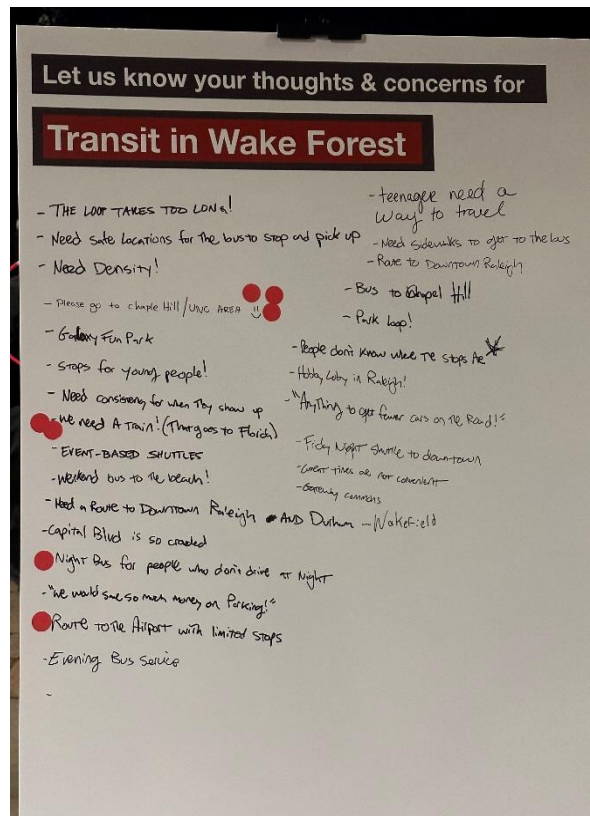 Let us know your thoughts & concerns for
Transit in Wake Forest
- THE LOOP TAKES TOO LONG!
- Need safe locations for the bus to stop and pick up
- Need Density!
- Please go to chaple Hill/UNC AREA
- Galaxy Fun Park
- Stops for young people!
- Need consistency for when they show up
- We need A Train! (That goes to Florida)
- EVENT-BASED SHUTTLES
- Weekend bus to the beach!
- Need a Route to Downtown Raleigh AND Durham - Wakefield
- Capital Blvd is so crowded
- Night Bus for people who don't drive at Night
- "We would save so much money on Parking!"
- Route to the Airport with limited stops
- Evening Bus Service
-
- teenager need a
way to travel
- Need sidewalks to get to the bus
- Route to Downtown Raleigh
- Bus to Chapel Hill
- Park Loop!
- People don't know where the stops Are
- Hobby Loby in Raleigh!
- "Anything to get fewer cars on the Road!"
- Friday Night shuttle to downtown
- Current times are not convenient
- Gateway commons